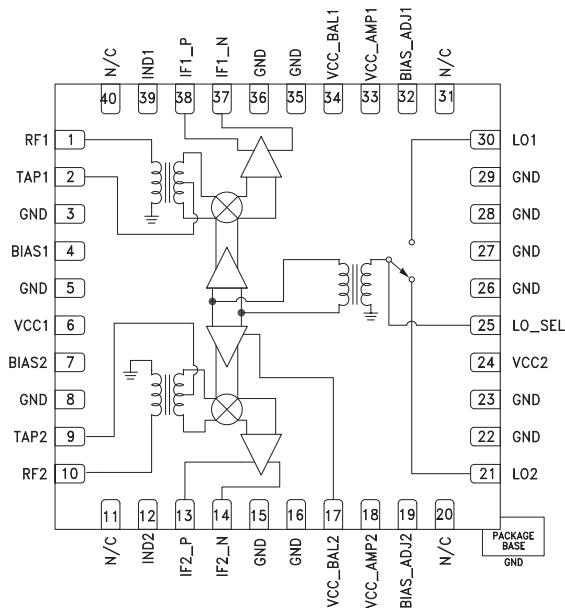 N/C
IND1
IF1_P
IF1_N
GND
GND
VCC_BAL1
VCC_AMP1
BIAS_ADJ1
N/C
40
39
38
37
36
35
34
33
32
31
RF1 1
TAP1 2
GND 3
BIAS1 4
GND 5
VCC1 6
BIAS2 7
GND 8
TAP2 9
RF2 10
30 LO1
29 GND
28 GND
27 GND
26 GND
25 LO_SEL
24 VCC2
23 GND
22 GND
21 LO2
11
12
13
14
15
16
17
18
19
20
N/C
IND2
IF2_P
IF2_N
GND
GND
VCC_BAL2
VCC_AMP2
BIAS_ADJ2
N/C
PACKAGE
BASE
GND